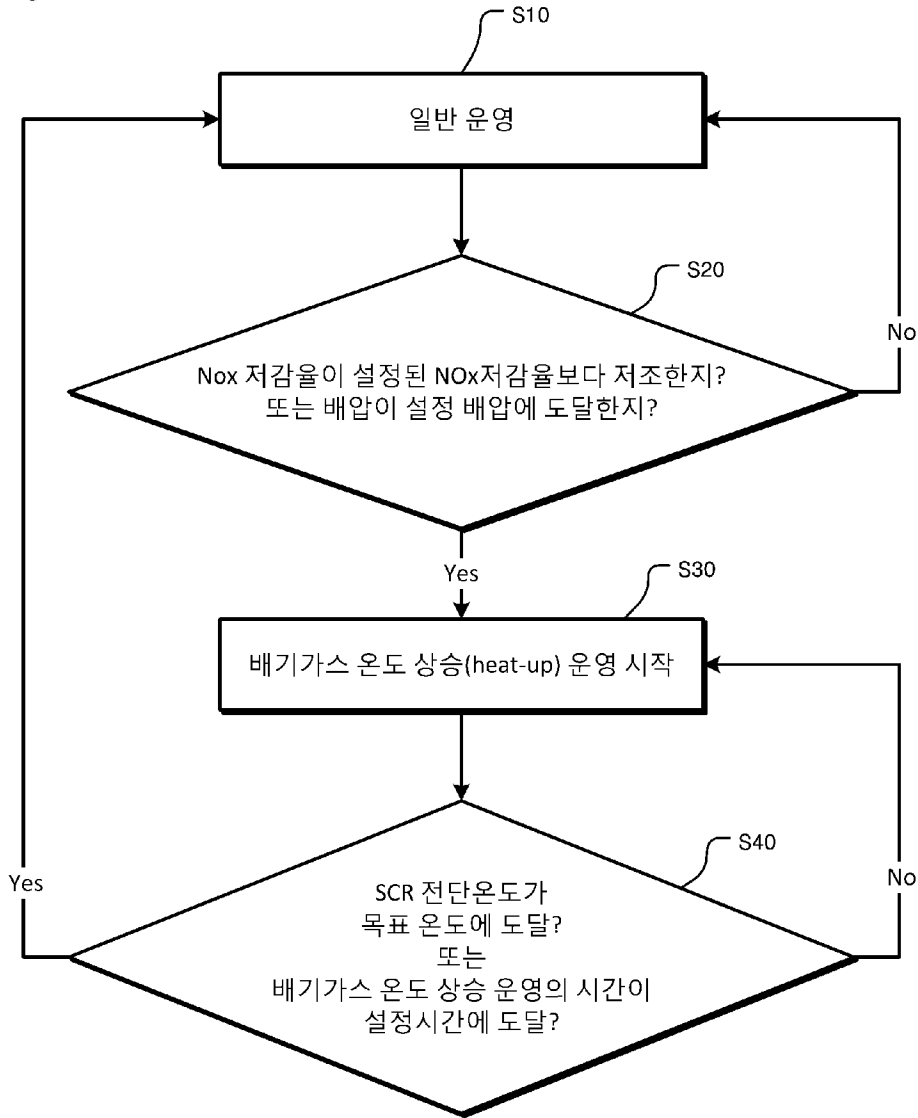 S10
일반 운영
S20
No
Nox 저감율이 설정된 NOx저감율보다 저조한지?
또는 배압이 설정 배압에 도달한지?
Yes
S30
배기가스 온도 상승(heat-up) 운영 시작
S40
Yes
No
SCR 전단온도가
목표 온도에 도달?
또는
배기가스 온도 상승 운영의 시간이
설정시간에 도달?